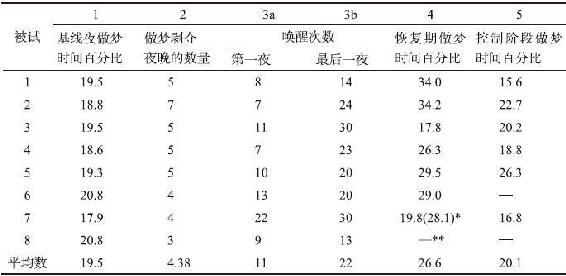 1 2 3a 3b 4 5
被试 基线夜做梦时间百分比 做梦剥夺夜晚的数量 唤醒次数 恢复期做梦时间百分比 控制阶段做梦时间百分比
第一夜 最后一夜
1 19.5 5 8 14 34.0 15.6
2 18.8 7 7 24 34.2 22.7
3 19.5 5 11 30 17.8 20.2
4 18.6 5 7 23 26.3 18.8
5 19.3 5 10 20 29.5 26.3
6 20.8 4 13 20 29.0 —
7 17.9 4 22 30 19.8(28.1)* 16.8
8 20.8 3 9 13 —** —
平均数 19.5 4.38 11 22 26.6 20.1